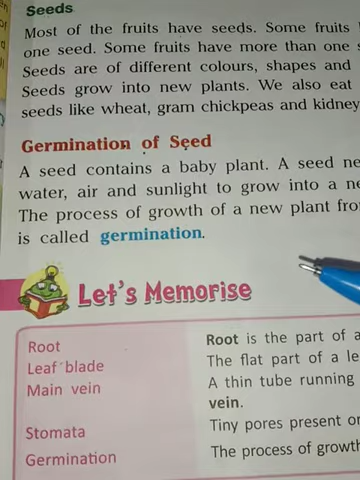 Seeds
Most of the fruits have seeds. Some fruits
one seed. Some fruits have more than one
Seeds are of different colours, shapes and
Seeds grow into new plants. We also eat
seeds like wheat, gram chickpeas and kidney
Germination of Seed
A seed contains a baby plant. A seed
water, air and sunlight to grow into a
The process of growth of a new plant
is called germination.
Let's Memorise
Root
Root is the part of a
Leaf blade
The flat part of a
Main vein
A thin tube running
vein.
Stomata
Tiny pores present
Germination
The process of growth